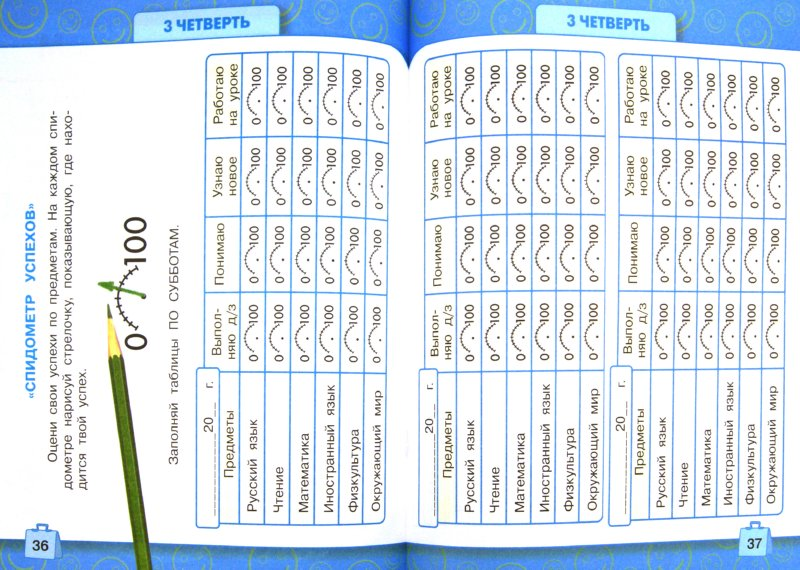 3 ЧЕТВЕРТЬ
«СПИДОМЕТР УСПЕХОВ»
Оцени свои успехи по предметам. На каждом спи-
дометре нарисуй стрелочку, показывающую, где нахо-
дится твой успех.
0 100
Заполняй таблицы ПО СУББОТАМ.
20__ г.
Предметы Выпол-няю д/з Понимаю Узнаю новое Работаю на уроке
Русский язык 0 100 0 100 0 100 0 100
Чтение 0 100 0 100 0 100 0 100
Математика 0 100 0 100 0 100 0 100
Иностранный язык 0 100 0 100 0 100 0 100
Физкультура 0 100 0 100 0 100 0 100
Окружающий мир 0 100 0 100 0 100 0 100
36
3 ЧЕТВЕРТЬ
20__ г.
Предметы Выпол-няю д/з Понимаю Узнаю новое Работаю на уроке
Русский язык 0 100 0 100 0 100 0 100
Чтение 0 100 0 100 0 100 0 100
Математика 0 100 0 100 0 100 0 100
Иностранный язык 0 100 0 100 0 100 0 100
Физкультура 0 100 0 100 0 100 0 100
Окружающий мир 0 100 0 100 0 100 0 100
20__ г.
Предметы Выпол-няю д/з Понимаю Узнаю новое Работаю на уроке
Русский язык 0 100 0 100 0 100 0 100
Чтение 0 100 0 100 0 100 0 100
Математика 0 100 0 100 0 100 0 100
Иностранный язык 0 100 0 100 0 100 0 100
Физкультура 0 100 0 100 0 100 0 100
Окружающий мир 0 100 0 100 0 100 0 100
37